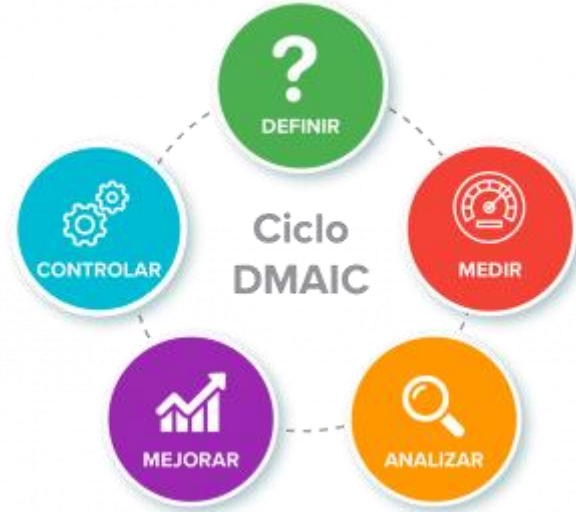 DEFINIR
Ciclo
DMAIC
MEDIR
ANALIZAR
MEJORAR
CONTROLAR